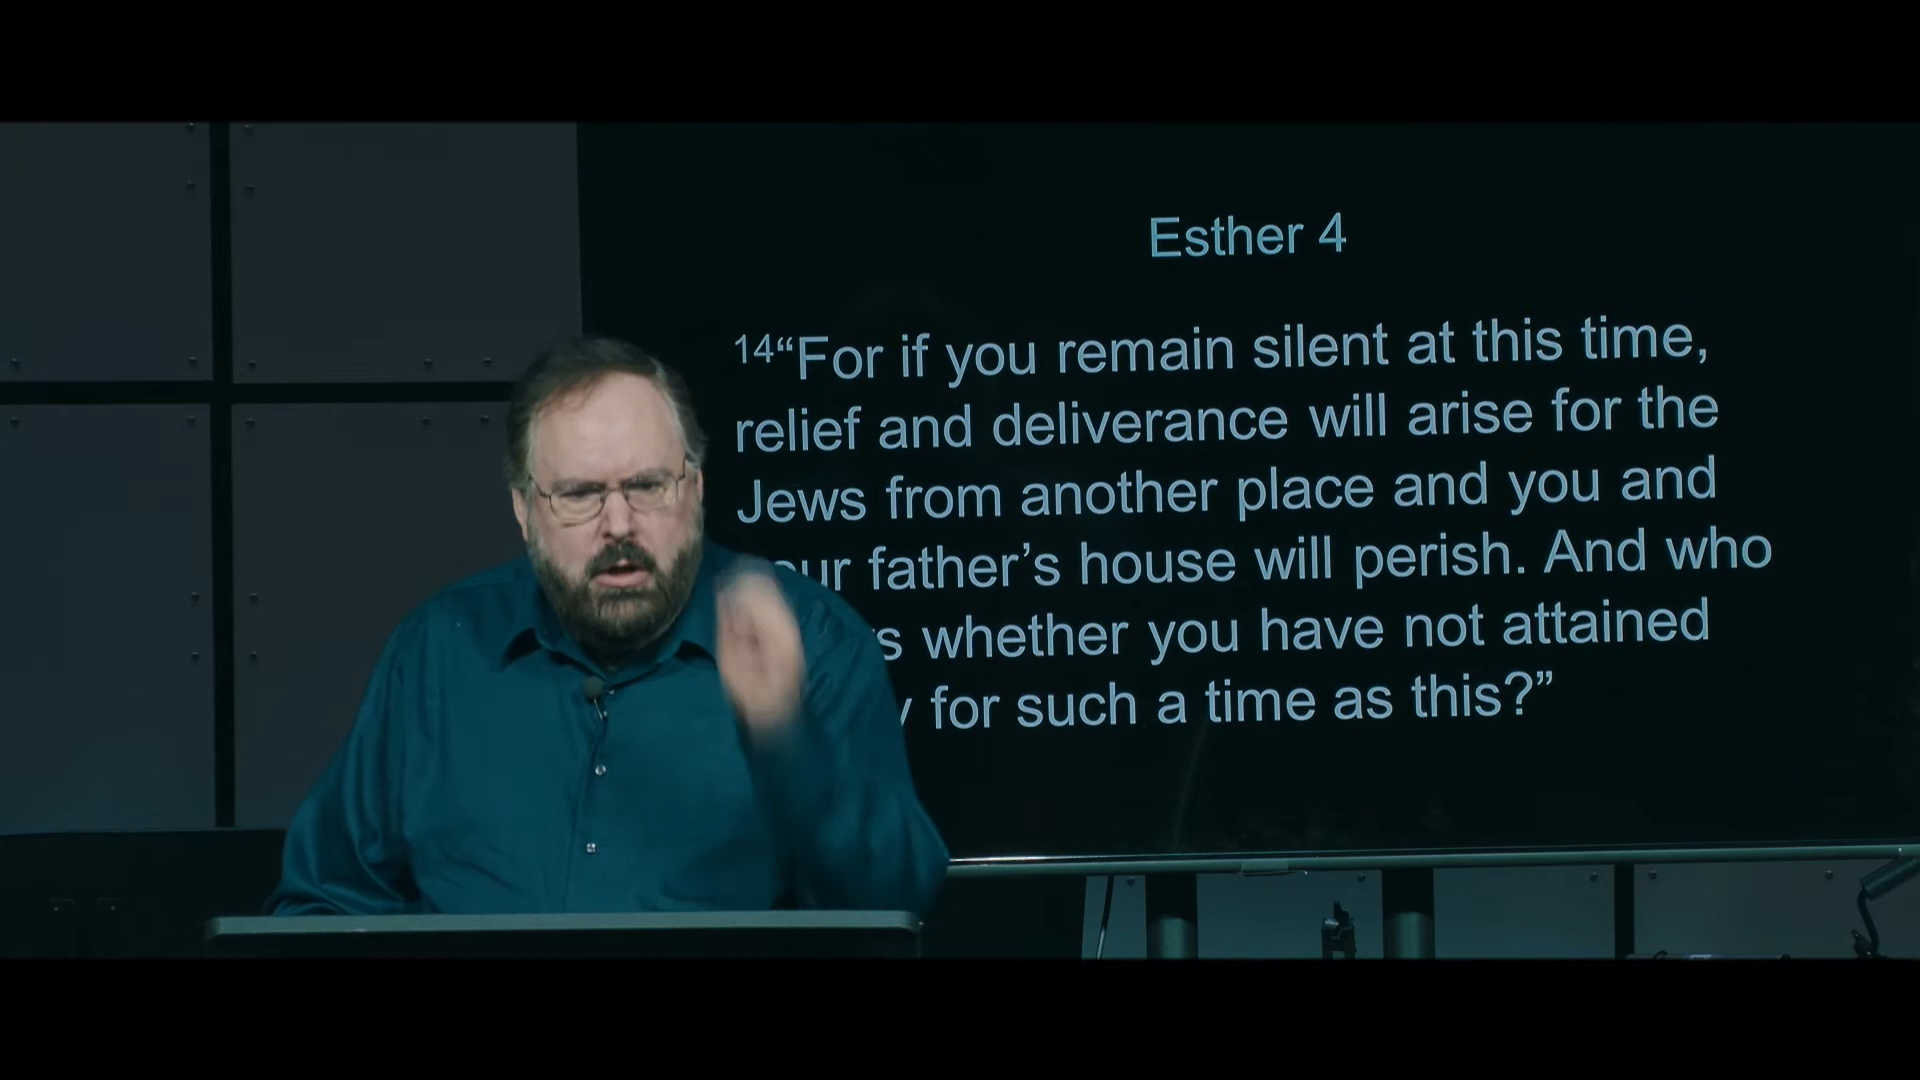 Esther 4
14“For if you remain silent at this time,
relief and deliverance will arise for the
Jews from another place and you and
father’s house will perish. And who
whether you have not attained
for such a time as this?”